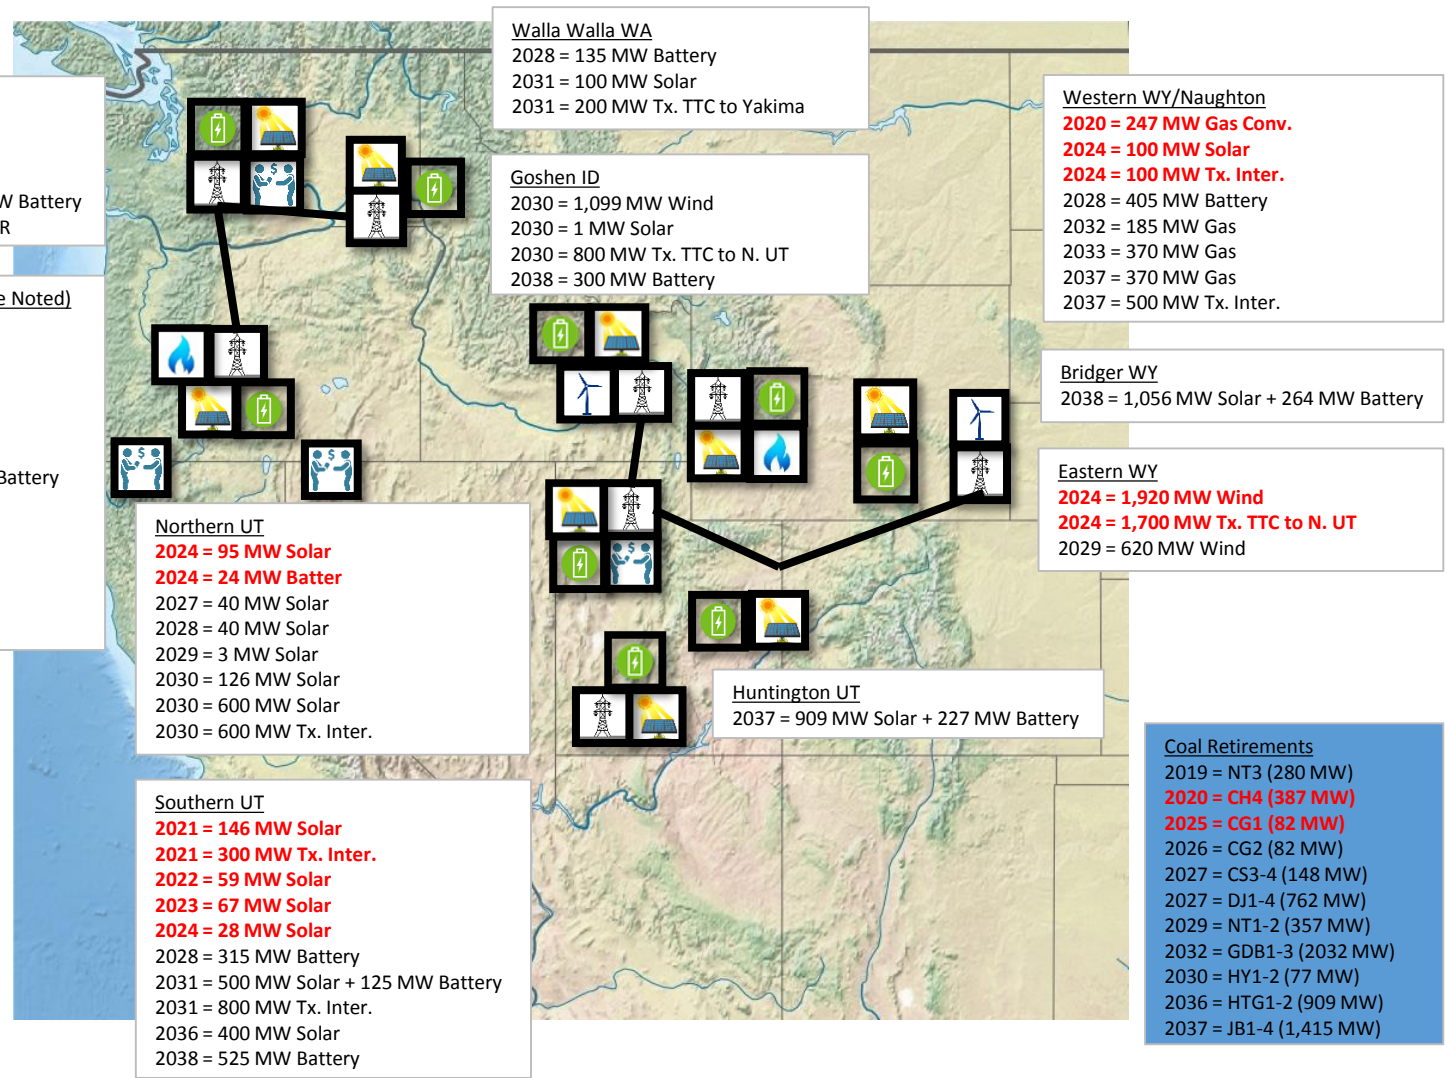 Walla Walla WA
2028 = 135 MW Battery
2031 = 100 MW Solar
2031 = 200 MW Tx. TTC to Yakima
W Battery
R
e Noted)
Battery
Goshen ID
2030 = 1,099 MW Wind
2030 = 1 MW Solar
2030 = 800 MW Tx. TTC to N. UT
2038 = 300 MW Battery
Western WY/Naughton
2020 = 247 MW Gas Conv.
2024 = 100 MW Solar
2024 = 100 MW Tx. Inter.
2028 = 405 MW Battery
2032 = 185 MW Gas
2033 = 370 MW Gas
2037 = 370 MW Gas
2037 = 500 MW Tx. Inter.
Bridger WY
2038 = 1,056 MW Solar + 264 MW Battery
Eastern WY
2024 = 1,920 MW Wind
2024 = 1,700 MW Tx. TTC to N. UT
2029 = 620 MW Wind
Northern UT
2024 = 95 MW Solar
2024 = 24 MW Batter
2027 = 40 MW Solar
2028 = 40 MW Solar
2029 = 3 MW Solar
2030 = 126 MW Solar
2030 = 600 MW Solar
2030 = 600 MW Tx. Inter.
Huntington UT
2037 = 909 MW Solar + 227 MW Battery
Southern UT
2021 = 146 MW Solar
2021 = 300 MW Tx. Inter.
2022 = 59 MW Solar
2023 = 67 MW Solar
2024 = 28 MW Solar
2028 = 315 MW Battery
2031 = 500 MW Solar + 125 MW Battery
2031 = 800 MW Tx. Inter.
2036 = 400 MW Solar
2038 = 525 MW Battery
Coal Retirements
2019 = NT3 (280 MW)
2020 = CH4 (387 MW)
2025 = CG1 (82 MW)
2026 = CG2 (82 MW)
2027 = CS3-4 (148 MW)
2027 = DJ1-4 (762 MW)
2029 = NT1-2 (357 MW)
2032 = GDB1-3 (2032 MW)
2030 = HY1-2 (77 MW)
2036 = HTG1-2 (909 MW)
2037 = JB1-4 (1,415 MW)